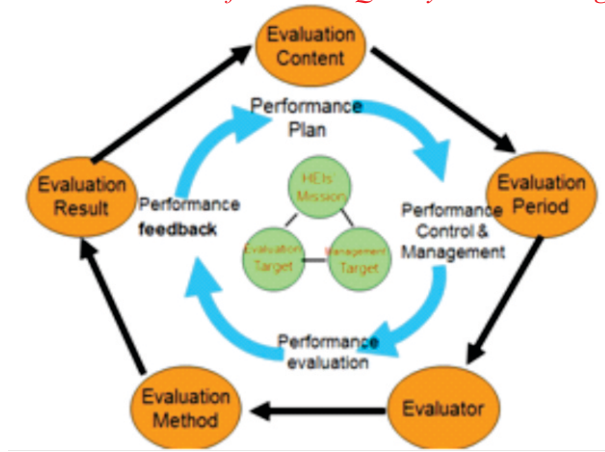 Evaluation
Content
Performance
Plan
Evaluation
Result
Performance
feedback
HEIs
Mission
Performance
Control &
Management
Evaluation
Period
Evaluation
Target
Management
Target
Performance
evaluation
Evaluation
Method
Evaluator